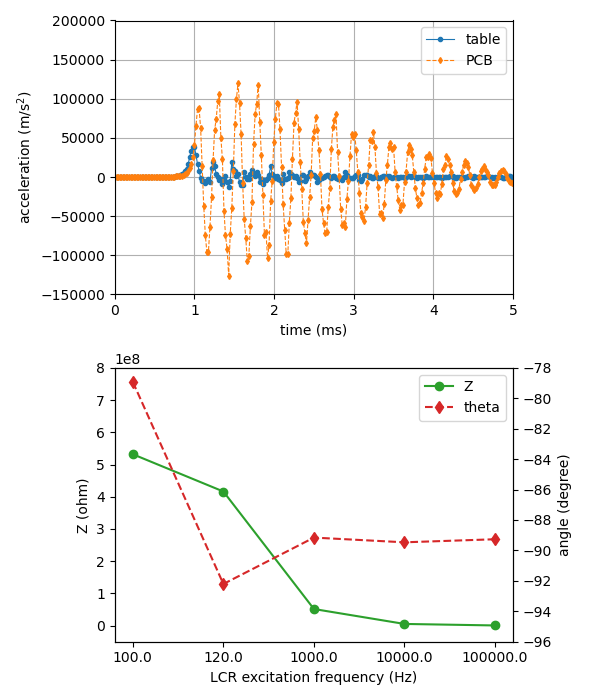 200000
150000
100000
50000
0
−50000
−100000
−150000
acceleration (m/s²)
table
PCB
0 1 2 3 4 5
time (ms)
1e8
8
7
6
5
4
3
2
1
0
Z (ohm)
Z
theta
−78
−80
−82
−84
−86
−88
−90
−92
−94
−96
angle (degree)
100.0 120.0 1000.0 10000.0 100000.0
LCR excitation frequency (Hz)